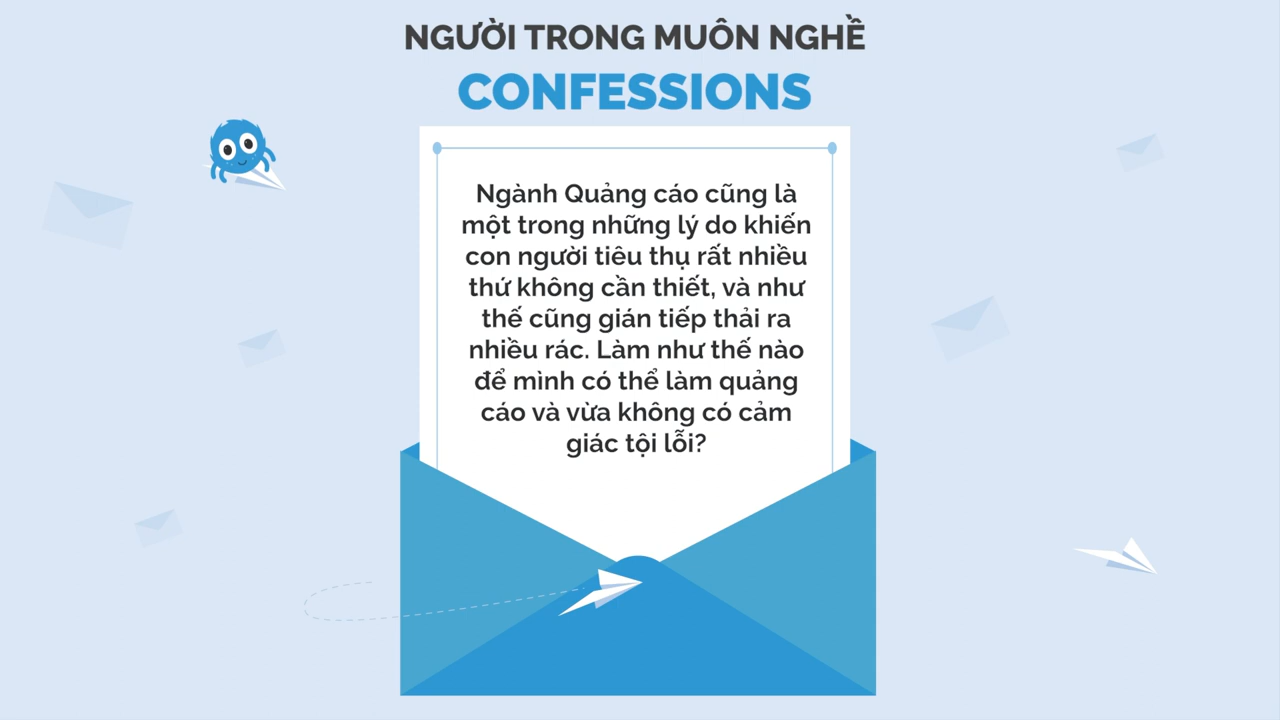 NGƯỜI TRONG MUÔN NGHỀ
CONFESSIONS
Ngành Quảng cáo cũng là
một trong những lý do khiến
con người tiêu thụ rất nhiều
thứ không cần thiết, và như
thế cũng gián tiếp thải ra
nhiều rác. Làm như thế nào
để mình có thể làm quảng
cáo và vừa không có cảm
giác tội lỗi?